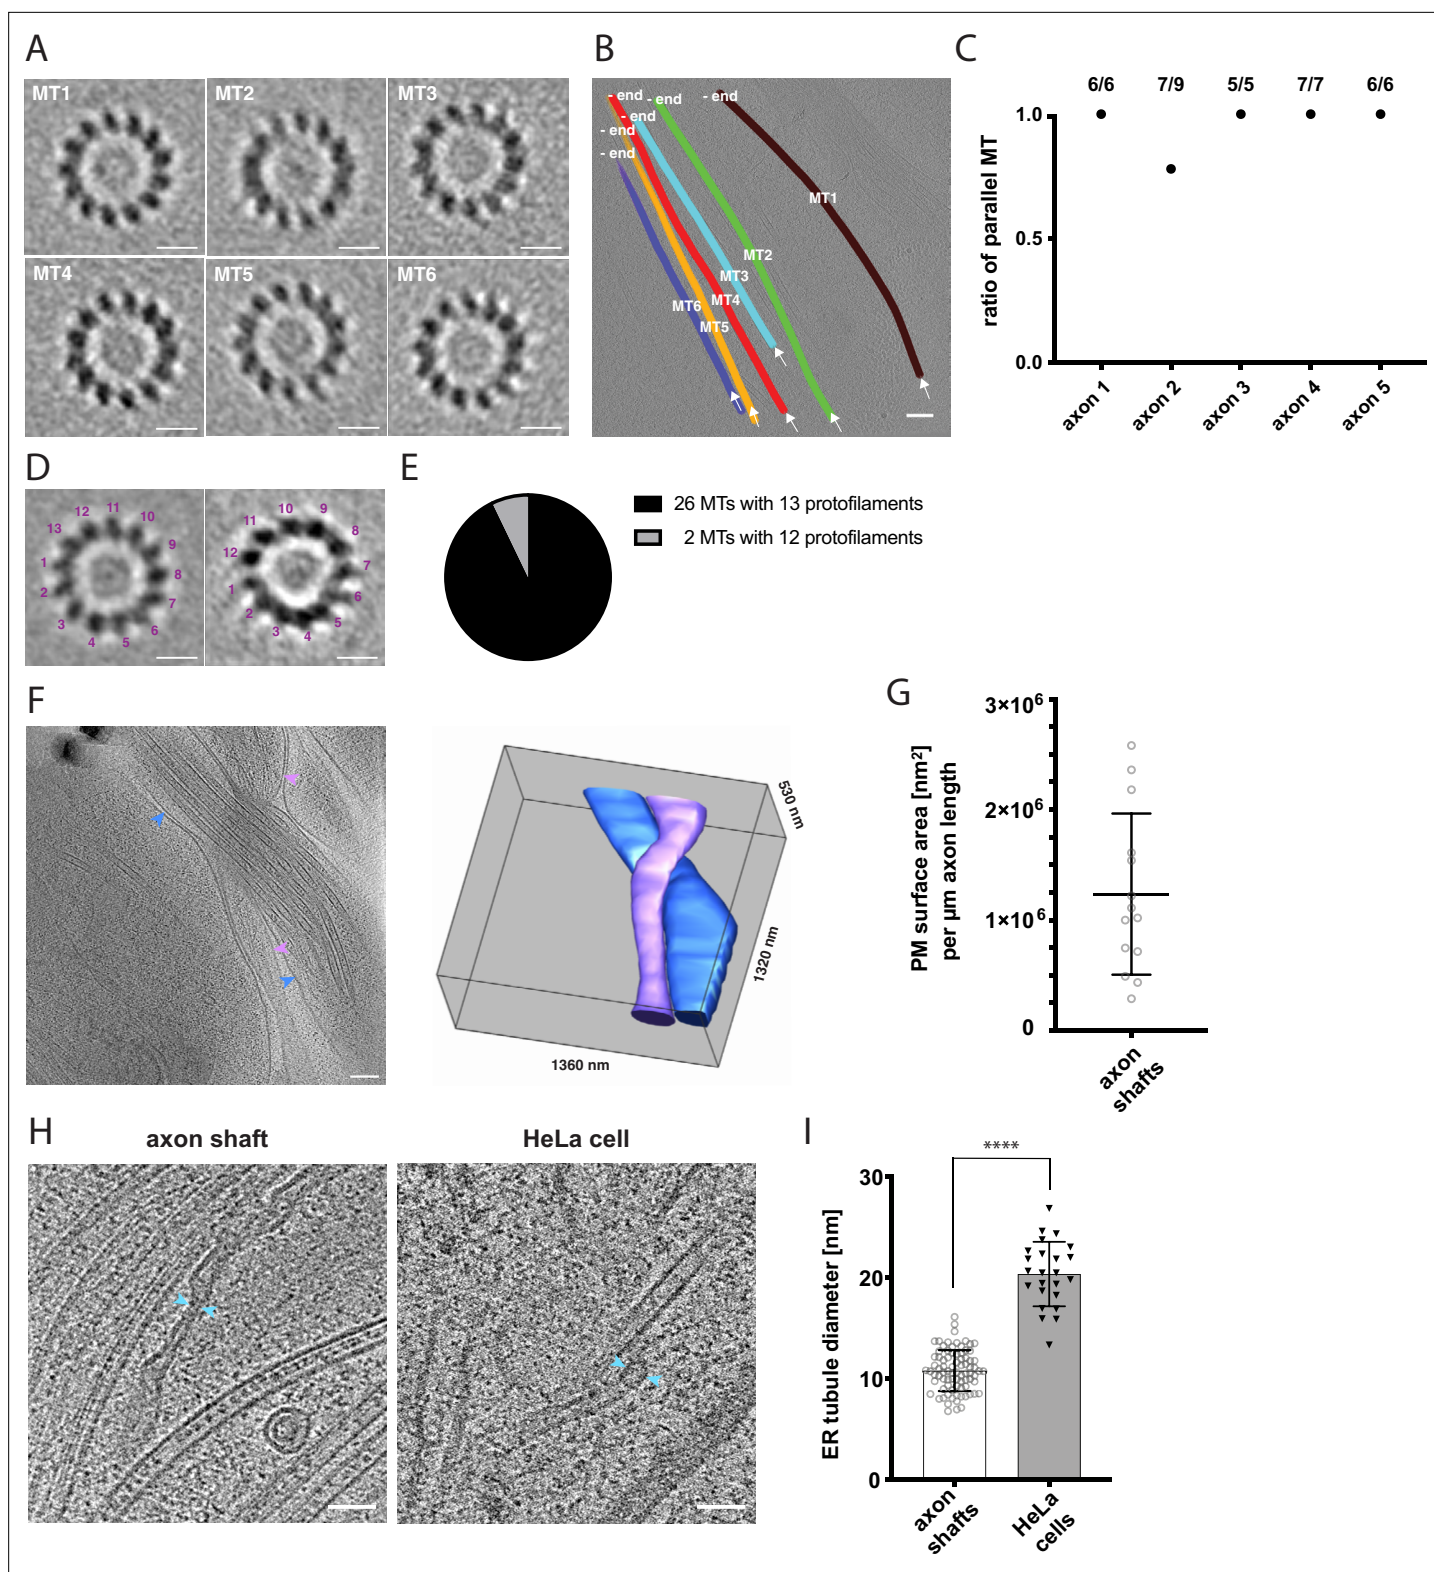 A
MT1
MT2
MT3
MT4
MT5
MT6
B
- end
- end
- end
- end
- end
- end
MT1
MT2
MT3
MT4
MT5
MT6
C
6/6 7/9 5/5 7/7 6/6
ratio of parallel MT
1.0
0.5
0.0
axon 1
axon 2
axon 3
axon 4
axon 5
D
1
2
3
4
5
6
7
8
9
10
11
12
13
1
2
3
4
5
6
7
8
9
10
11
12
E
26 MTs with 13 protofilaments
2 MTs with 12 protofilaments
F
530 nm
1320 nm
1360 nm
G
PM surface area [nm²]
per µm axon length
3×10⁶
2×10⁶
1×10⁶
0
axon
shafts
H
axon shaft
HeLa cell
I
****
ER tubule diameter [nm]
30
20
10
0
axon
shafts
HeLa
cells